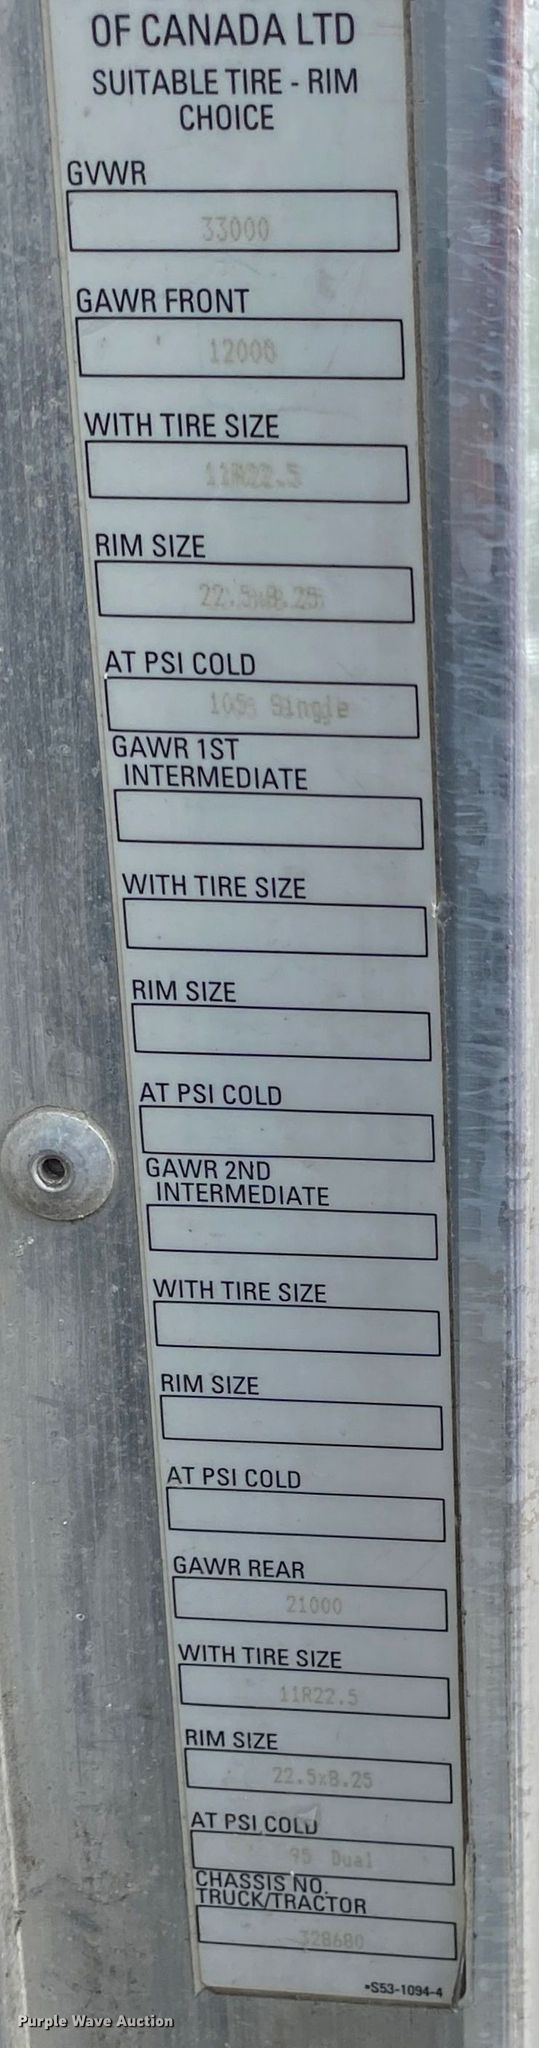 OF CANADA LTD
SUITABLE TIRE - RIM
CHOICE
GVWR
33000
GAWR FRONT
12000
WITH TIRE SIZE
11R22.5
RIM SIZE
22.5x8.25
AT PSI COLD
105 Single
GAWR 1ST
INTERMEDIATE
WITH TIRE SIZE
RIM SIZE
AT PSI COLD
GAWR 2ND
INTERMEDIATE
WITH TIRE SIZE
RIM SIZE
AT PSI COLD
GAWR REAR
21000
WITH TIRE SIZE
11R22.5
RIM SIZE
22.5x8.25
AT PSI COLD
95 Dual
CHASSIS NO.
TRUCK/TRACTOR
328680
*S53-1094-4
Purple Wave Auction